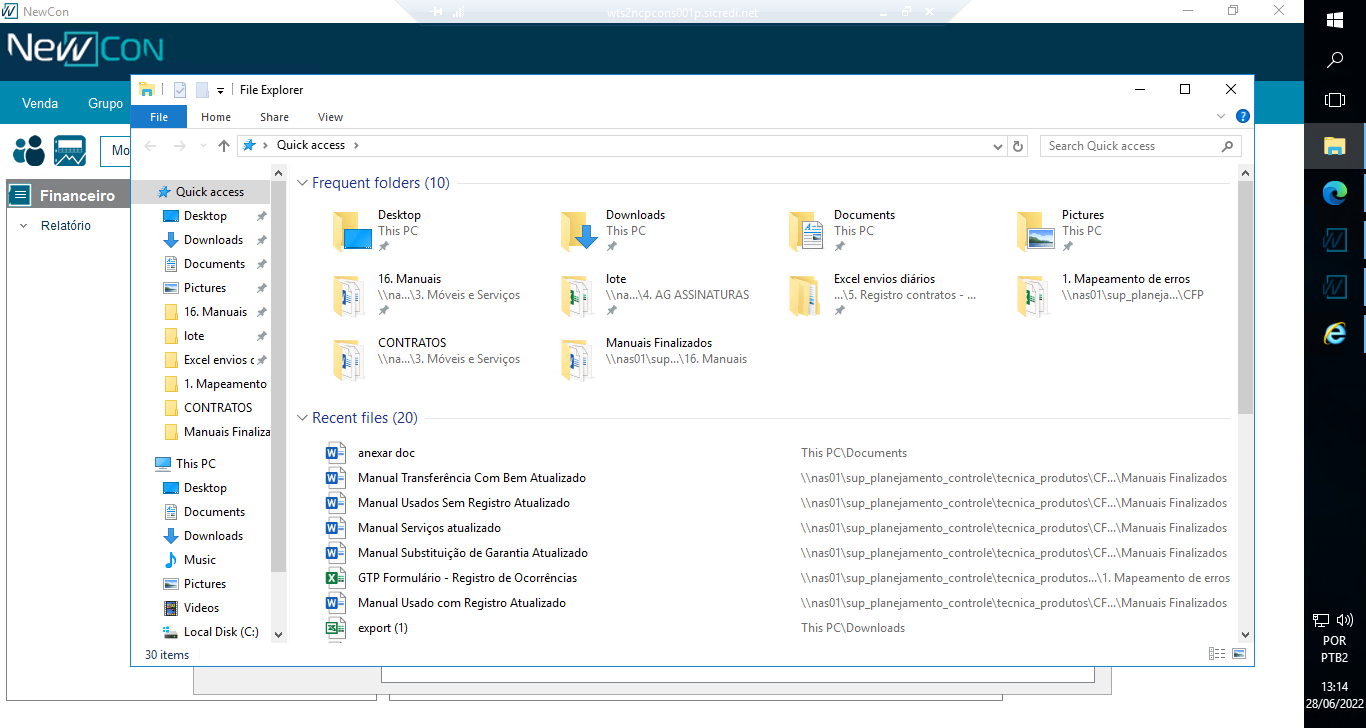 NewCon
wts2ncpcons001p.sicredi.net
NEWCON
Venda
Grupo
Mo
Financeiro
Relatório
File Explorer
File
Home
Share
View
Quick access
Search Quick access
Quick access
Desktop
Downloads
Documents
Pictures
16. Manuais
lote
Excel envios d
1. Mapeamento
CONTRATOS
Manuais Finaliza
This PC
Desktop
Documents
Downloads
Music
Pictures
Videos
Local Disk (C:)
Frequent folders (10)
Desktop
This PC
Downloads
This PC
Documents
This PC
Pictures
This PC
16. Manuais
\\na...\3. Móveis e Serviços
lote
\\na...\4. AG ASSINATURAS
Excel envios diários
...\5. Registro contratos - ...
1. Mapeamento de erros
\\nas01\sup_planeja...\CFP
CONTRATOS
\\na...\3. Móveis e Serviços
Manuais Finalizados
\\nas01\sup...\16. Manuais
Recent files (20)
anexar doc This PC\Documents
Manual Transferência Com Bem Atualizado \\nas01\sup_planejamento_controle\tecnica_produtos\CF...\Manuais Finalizados
Manual Usados Sem Registro Atualizado \\nas01\sup_planejamento_controle\tecnica_produtos\CF...\Manuais Finalizados
Manual Serviços atualizado \\nas01\sup_planejamento_controle\tecnica_produtos\CF...\Manuais Finalizados
Manual Substituição de Garantia Atualizado \\nas01\sup_planejamento_controle\tecnica_produtos\CF...\Manuais Finalizados
GTP Formulário - Registro de Ocorrências \\nas01\sup_planejamento_controle\tecnica_produtos...\1. Mapeamento de erros
Manual Usado com Registro Atualizado \\nas01\sup_planejamento_controle\tecnica_produtos\CF...\Manuais Finalizados
export (1) This PC\Downloads
30 items
POR
PTB2
13:14
28/06/2022